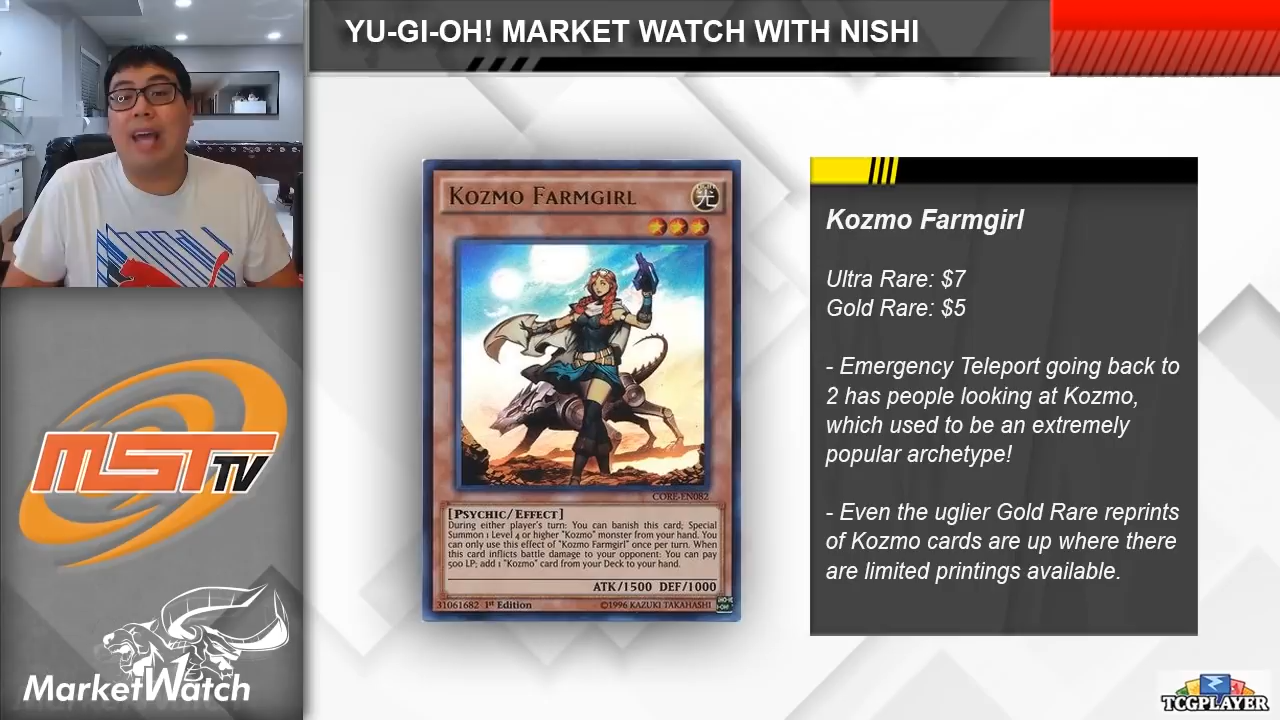 YU-GI-OH! MARKET WATCH WITH NISHI
KOZMO FARMGIRL
光
CORE-EN082
[PSYCHIC/EFFECT]
During either player's turn: You can banish this card; Special
Summon 1 Level 4 or higher "Kozmo" monster from your hand. You
can only use this effect of "Kozmo Farmgirl" once per turn. When
this card inflicts battle damage to your opponent: You can pay
500 LP; add 1 "Kozmo" card from your Deck to your hand.
ATK/1500 DEF/1000
31061682 1st Edition
©1996 KAZUKI TAKAHASHI
Kozmo Farmgirl
Ultra Rare: $7
Gold Rare: $5
- Emergency Teleport going back to
2 has people looking at Kozmo,
which used to be an extremely
popular archetype!
- Even the uglier Gold Rare reprints
of Kozmo cards are up where there
are limited printings available.
MST TV
MarketWatch
TCGPLAYER